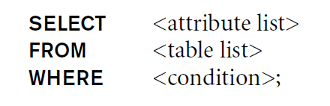 SELECT <attribute list>
FROM <table list>
WHERE <condition>;